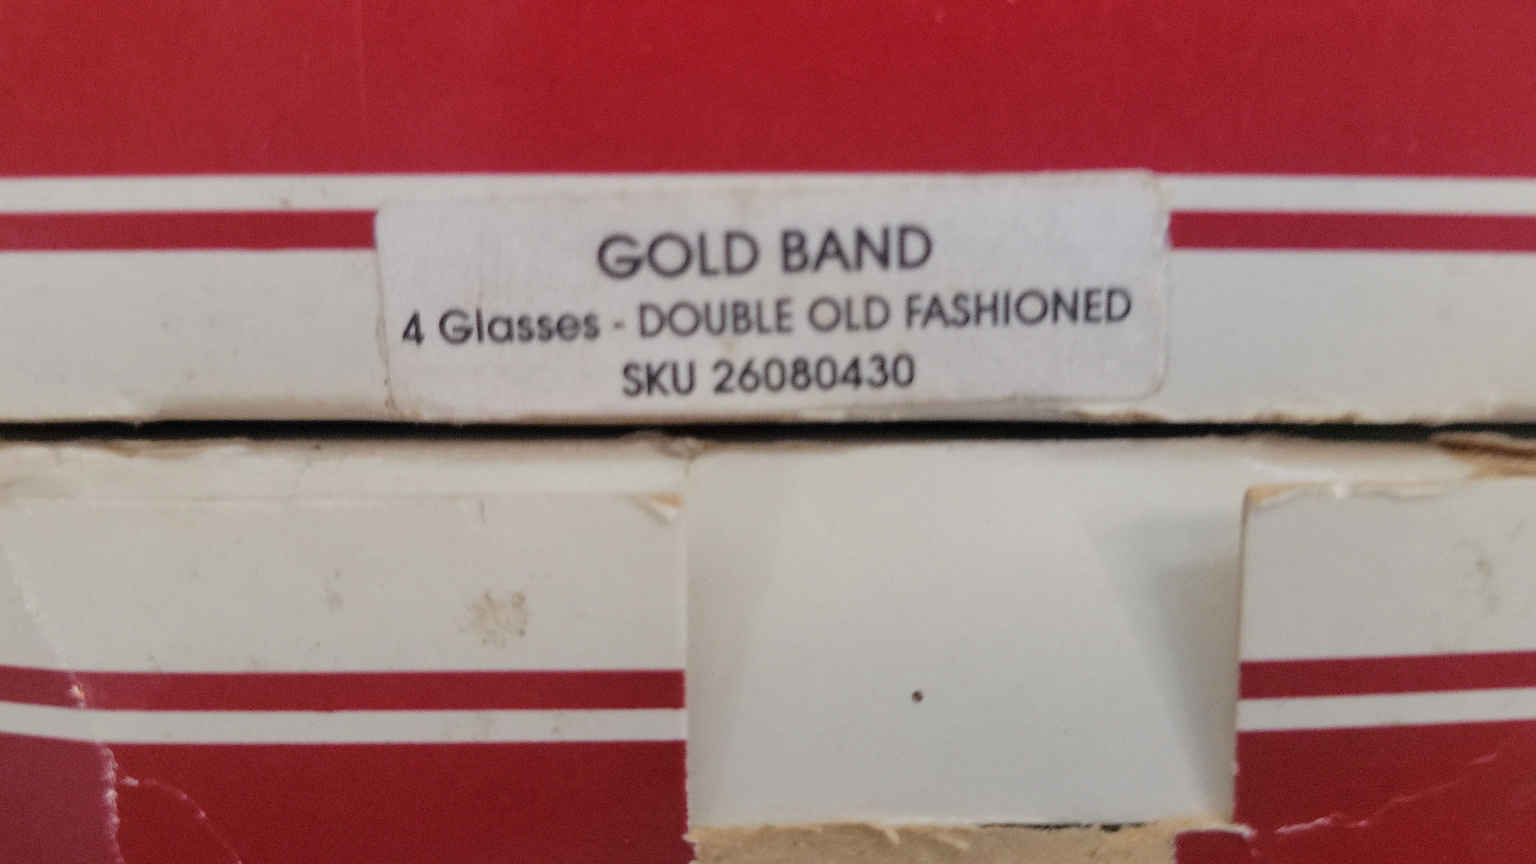 GOLD BAND
4 Glasses - DOUBLE OLD FASHIONED
SKU 26080430